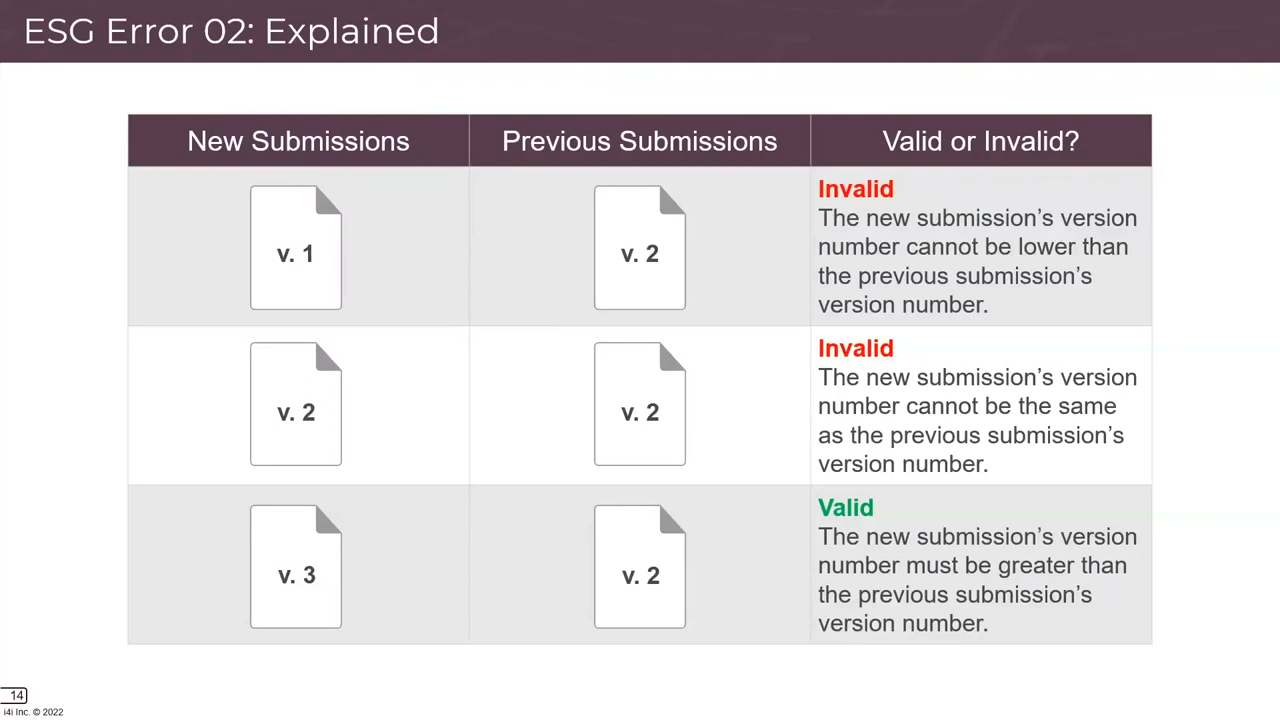 ESG Error 02: Explained
New Submissions
Previous Submissions
Valid or Invalid?
v. 1
v. 2
Invalid
The new submission’s version
number cannot be lower than
the previous submission’s
version number.
v. 2
v. 2
Invalid
The new submission’s version
number cannot be the same
as the previous submission’s
version number.
v. 3
v. 2
Valid
The new submission’s version
number must be greater than
the previous submission’s
version number.
14
i4i Inc. © 2022